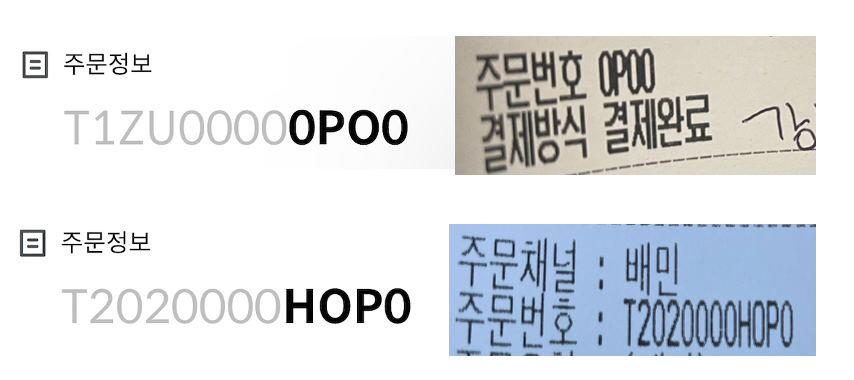 주문정보
T1ZU00000PO0
주문번호 0PO0
결제방식 결제완료
주문정보
T2020000HOP0
주문채널 : 배민
주문번호 : T2020000HOP0